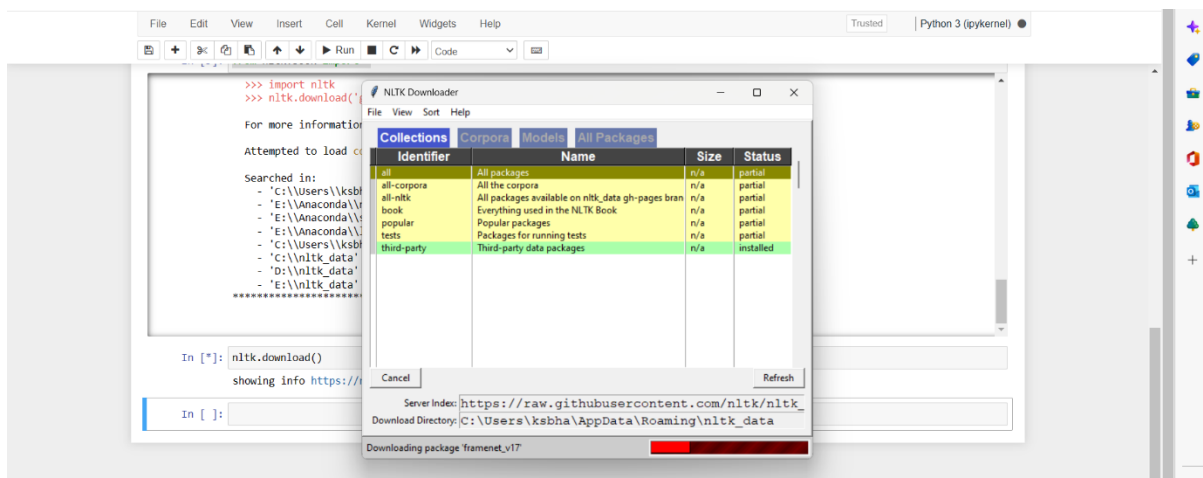 File Edit View Insert Cell Kernel Widgets Help Trusted Python 3 (ipykernel)
Run Code
>>> import nltk
>>> nltk.download('
For more information
Attempted to load
Searched in:
- 'C:\\Users\\ksbh
- 'E:\\Anaconda\\
- 'E:\\Anaconda\\
- 'E:\\Anaconda\\
- 'C:\\Users\\ksbh
- 'C:\\nltk_data'
- 'D:\\nltk_data'
- 'E:\\nltk_data'
In [*]: nltk.download()
showing info https://
In [ ]:
NLTK Downloader
File View Sort Help
Collections Corpora Models All Packages
Identifier Name Size Status
all All packages n/a partial
all-corpora All the corpora n/a partial
all-nltk All packages available on nltk_data gh-pages bran n/a partial
book Everything used in the NLTK Book n/a partial
popular Popular packages n/a partial
tests Packages for running tests n/a partial
third-party Third-party data packages n/a installed
Cancel Refresh
Server Index: https://raw.githubusercontent.com/nltk/nltk_
Download Directory: C:\Users\ksbha\AppData\Roaming\nltk_data
Downloading package 'framenet_v17'